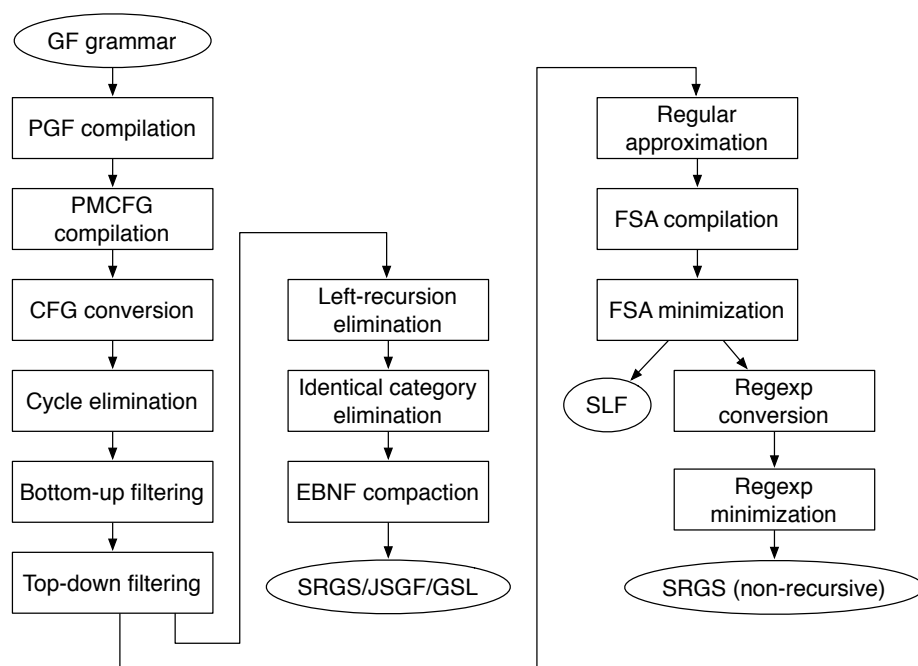 GF grammar
PGF compilation
PMCFG
compilation
CFG conversion
Cycle elimination
Bottom-up filtering
Top-down filtering
Left-recursion
elimination
Identical category
elimination
EBNF compaction
SRGS/JSGF/GSL
Regular
approximation
FSA compilation
FSA minimization
SLF
Regexp
conversion
Regexp
minimization
SRGS (non-recursive)